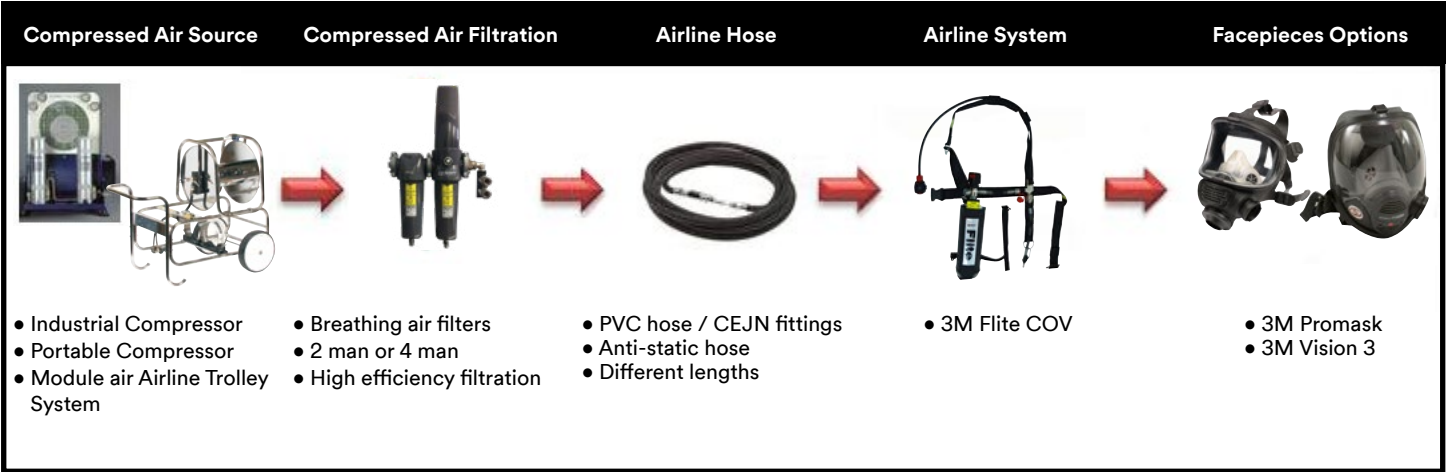 Compressed Air Source
Compressed Air Filtration
Airline Hose
Airline System
Facepieces Options
Flite
● Industrial Compressor
● Portable Compressor
● Module air Airline Trolley
System
● Breathing air filters
● 2 man or 4 man
● High efficiency filtration
● PVC hose / CEJN fittings
● Anti-static hose
● Different lengths
● 3M Flite COV
● 3M Promask
● 3M Vision 3